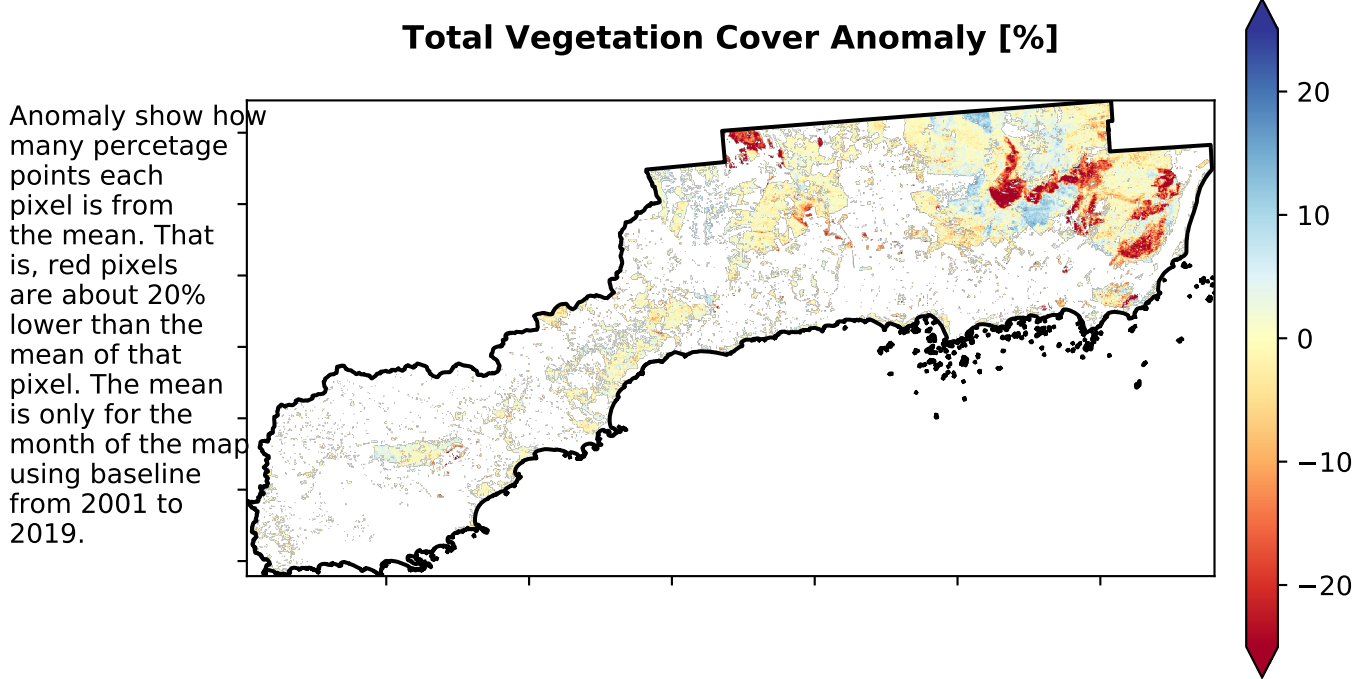 Total Vegetation Cover Anomaly [%]
Anomaly show how
many percetage
points each
pixel is from
the mean. That
is, red pixels
are about 20%
lower than the
mean of that
pixel. The mean
is only for the
month of the map
using baseline
from 2001 to
2019.
20
10
0
−10
−20